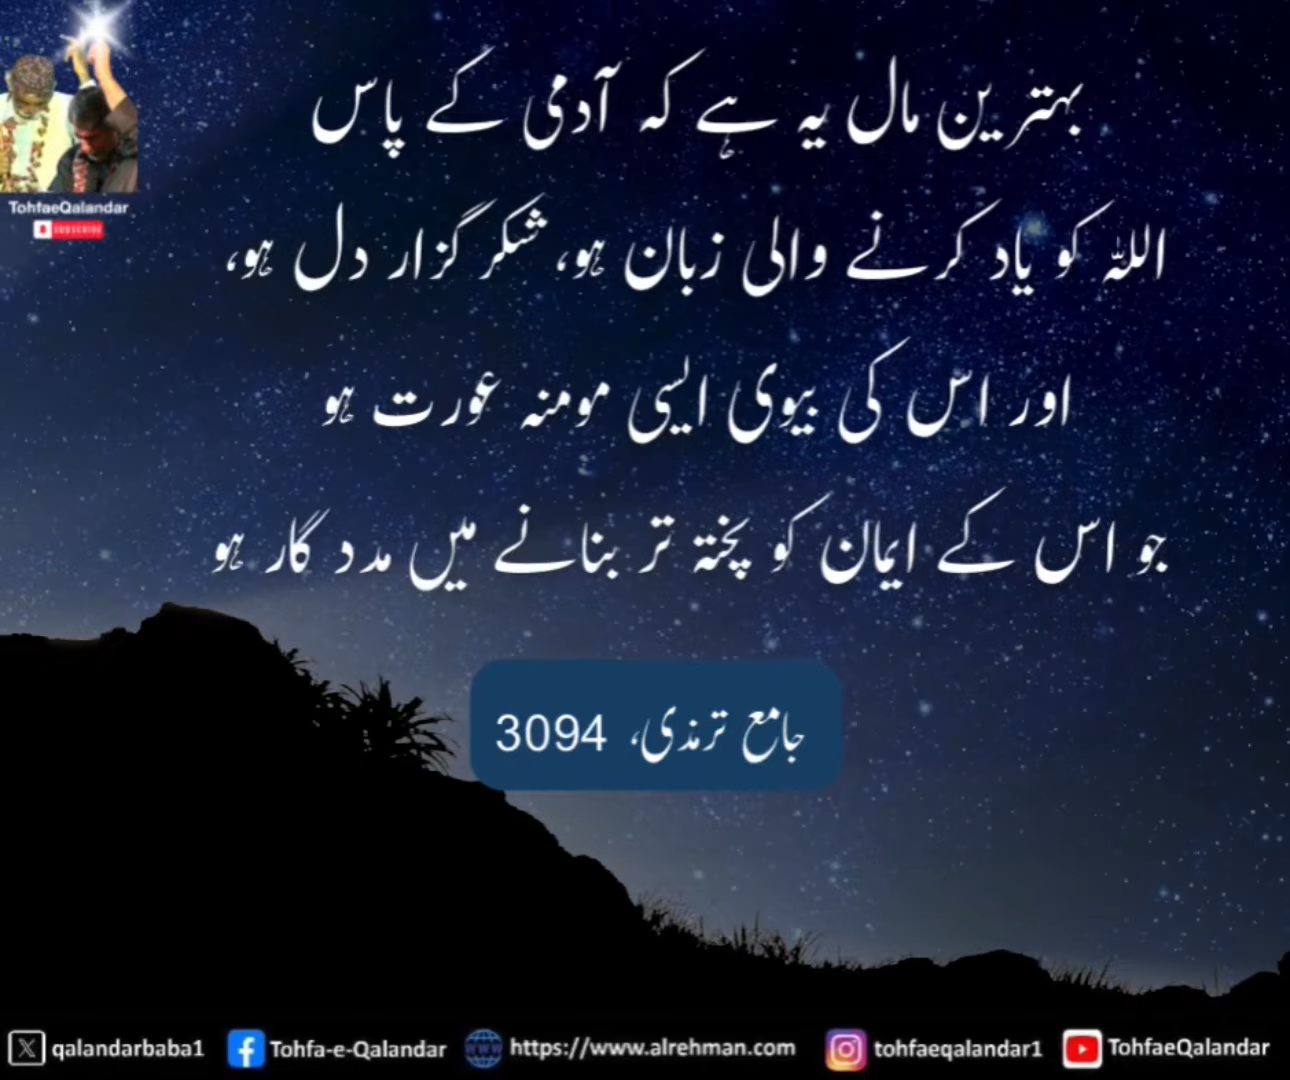 TohfaeQalandar
SUBSCRIBE
بہترین مال یہ ہے کہ آدمی کے پاس
اللہ کو یاد کرنے والی زبان ہو، شکر گزار دل ہو،
اور اس کی بیوی ایسی مومنہ عورت ہو
جو اس کے ایمان کو پختہ تر بنانے میں مددگار ہو
جامع ترمذی، 3094
qalandarbaba1 Tohfa-e-Qalandar www https://www.alrehman.com tohfaeqalandar1 TohfaeQalandar